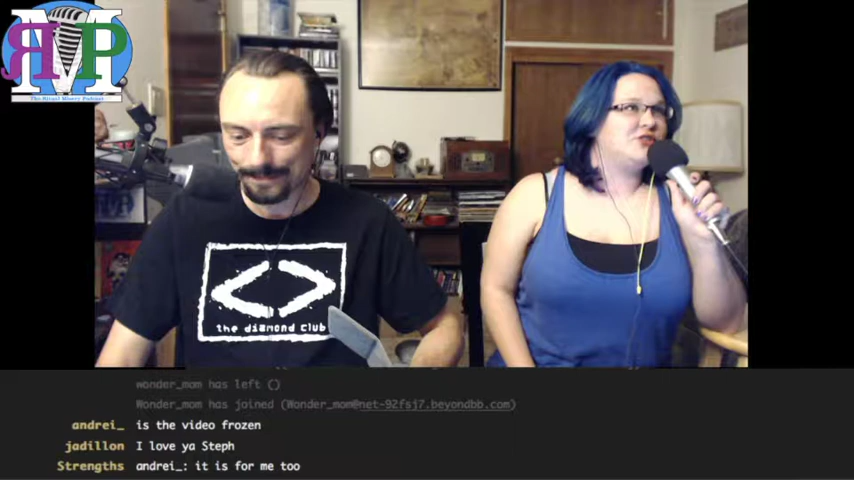 RMP
The Ritual Misery Podcast
the diamond club
wonder_mom has left ()
Wonder_mom has joined (Wonder_mom@net-92fsj7.beyondbb.com)
andrei_ is the video frozen
jadillon I love ya Steph
Strengths andrei_: it is for me too